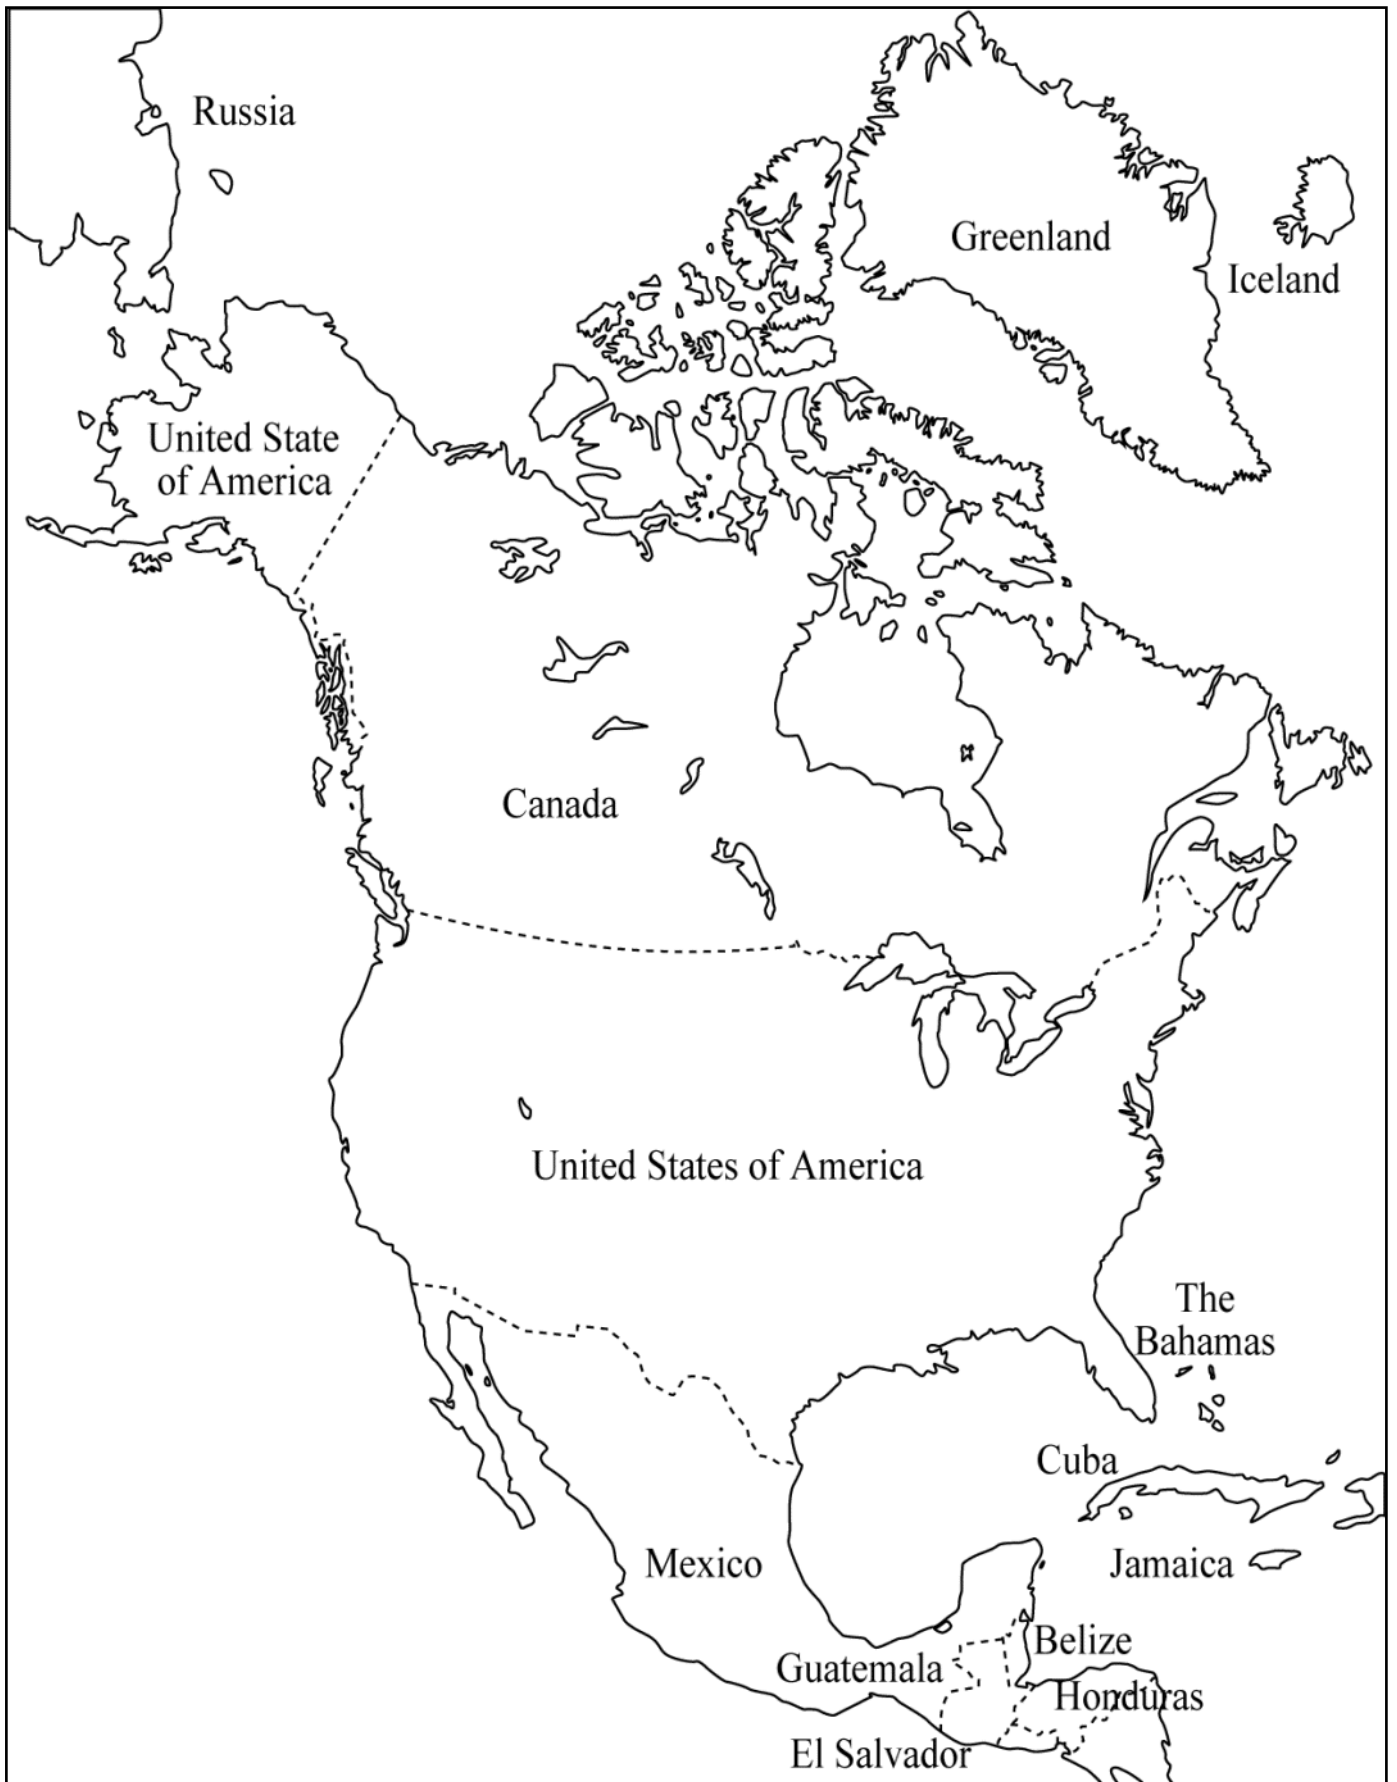 Russia
Greenland
Iceland
United State
of America
Canada
United States of America
The
Bahamas
Cuba
Mexico
Jamaica
Belize
Guatemala
Honduras
El Salvador